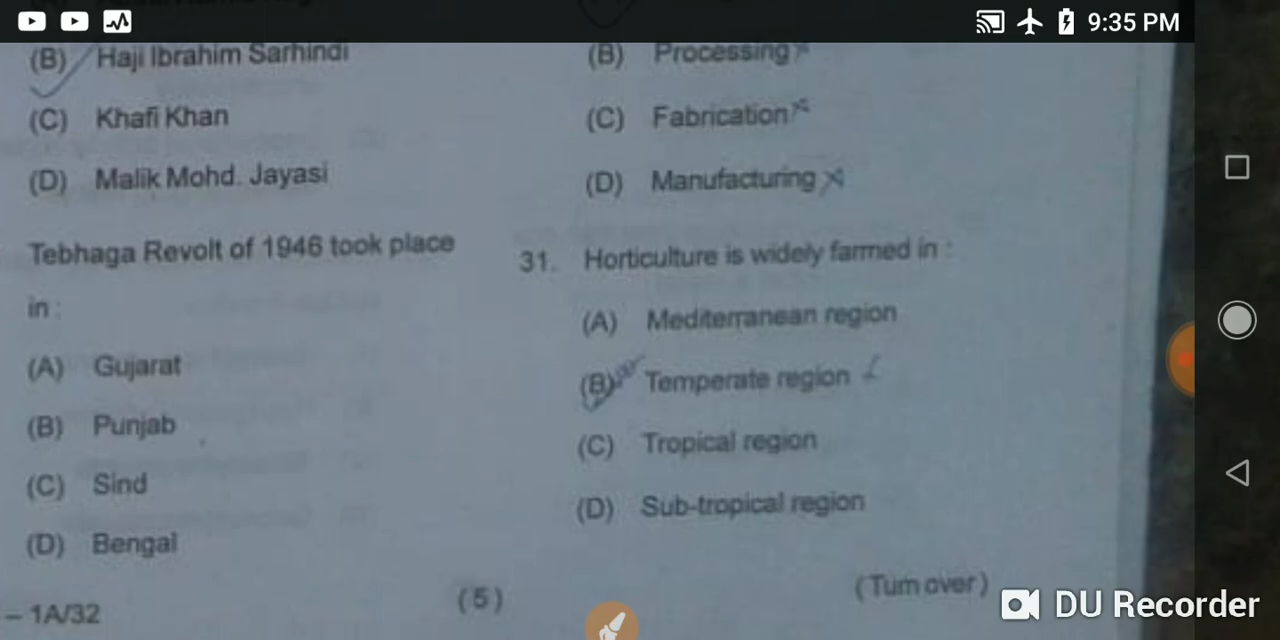 9:35 PM
(B) Haji Ibrahim Sarhindi
(C) Khafi Khan
(D) Malik Mohd. Jayasi
Tebhaga Revolt of 1946 took place
in :
(A) Gujarat
(B) Punjab
(C) Sind
(D) Bengal
– 1A/32
(B) Processing
(C) Fabrication
(D) Manufacturing
31. Horticulture is widely farmed in :
(A) Mediterranean region
(B) Temperate region
(C) Tropical region
(D) Sub-tropical region
(5)
(Turn over)
DU Recorder